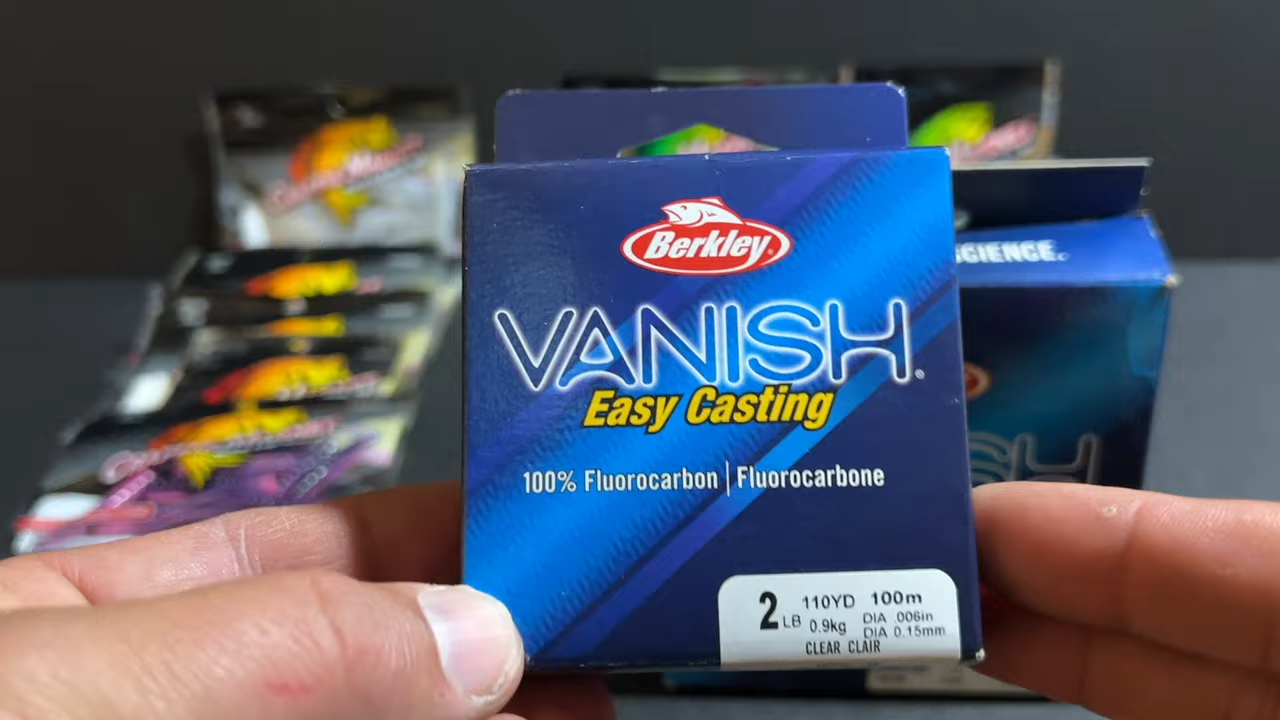 Berkley
VANISH.
Easy Casting
100% Fluorocarbon | Fluorocarbone
2 LB 110YD 100m
0.9kg DIA .006in
DIA 0.15mm
CLEAR CLAIR
SCIENCE.